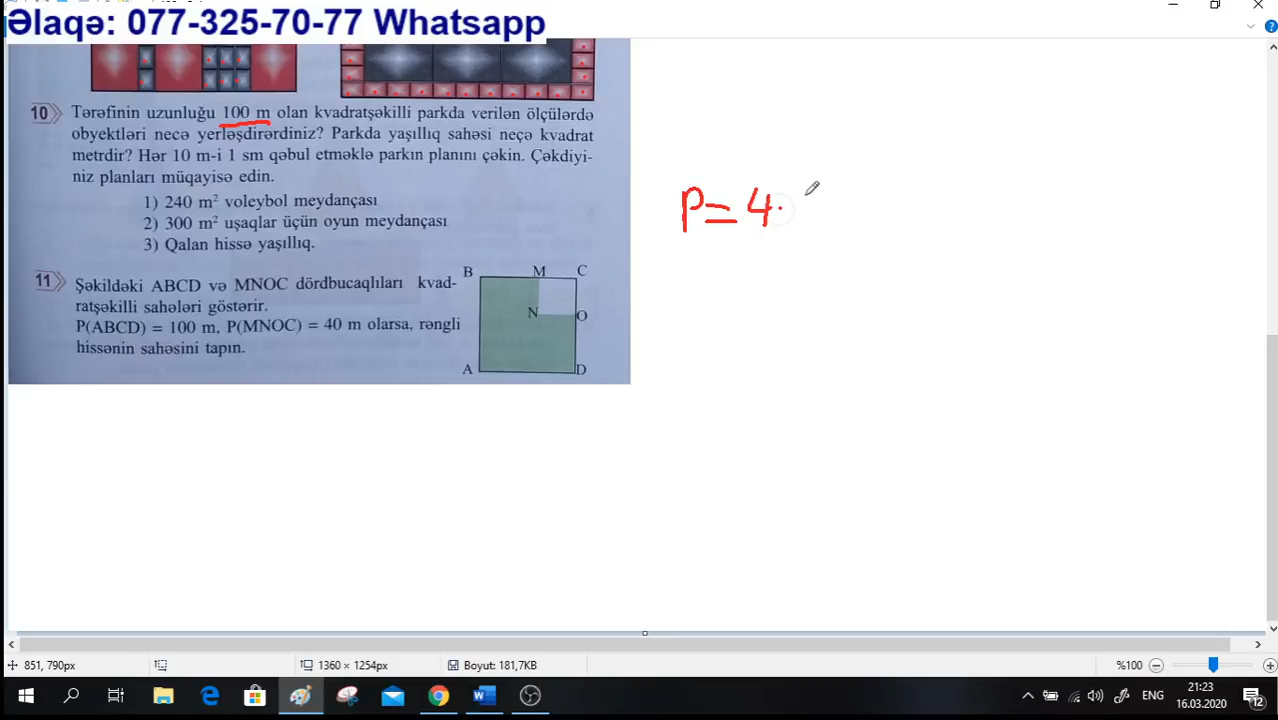 Əlaqə: 077-325-70-77 Whatsapp
10 Tərəfinin uzunluğu 100 m olan kvadratşəkilli parkda verilən ölçülərdə
obyektləri necə yerləşdirərdiniz? Parkda yaşıllıq sahəsi neçə kvadrat
metrdir? Hər 10 m-i 1 sm qəbul etməklə parkın planını çəkin. Çəkdiyi-
niz planları müqayisə edin.
1) 240 m² voleybol meydançası
2) 300 m² uşaqlar üçün oyun meydançası
3) Qalan hissə yaşıllıq.
P=4·
11 Şəkildəki ABCD və MNOC dördbucaqlıları kvad-
ratşəkilli sahələri göstərir.
P(ABCD) = 100 m, P(MNOC) = 40 m olarsa, rəngli
hissənin sahəsini tapın.
B M C
N O
A D
851, 790px
1360 × 1254px
Boyut: 181,7KB
%100
ENG
21:23
16.03.2020
12